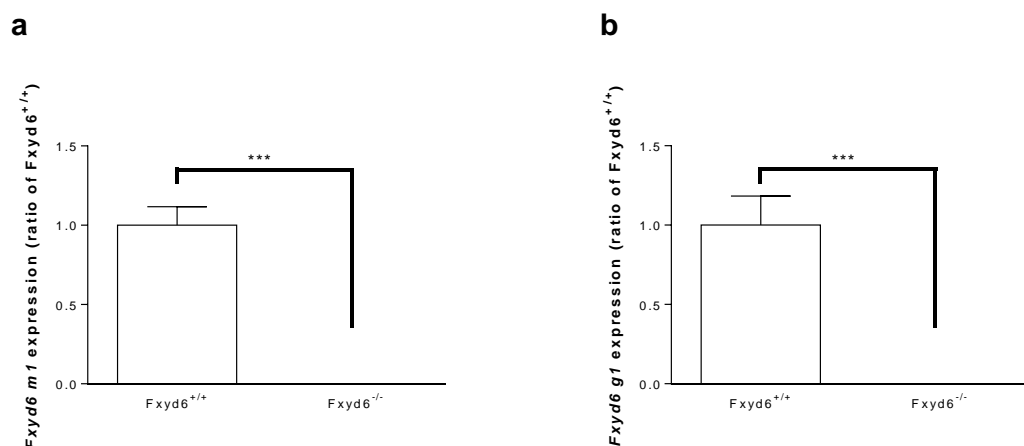 a
Fxyd6 m1 expression (ratio of Fxyd6+/+)
1.5
1.0
0.5
0.0
***
Fxyd6+/+
Fxyd6-/-
b
Fxyd6 g1 expression (ratio of Fxyd6+/+)
1.5
1.0
0.5
0.0
***
Fxyd6+/+
Fxyd6-/-